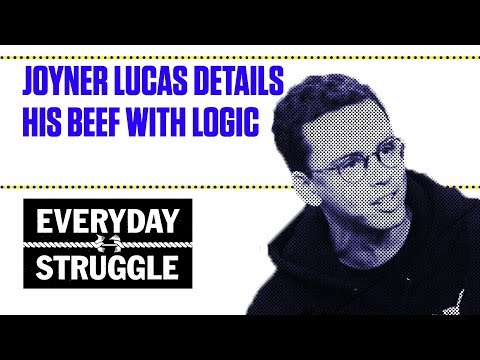 JOYNER LUCAS DETAILS
HIS BEEF WITH LOGIC
EVERYDAY
STRUGGLE